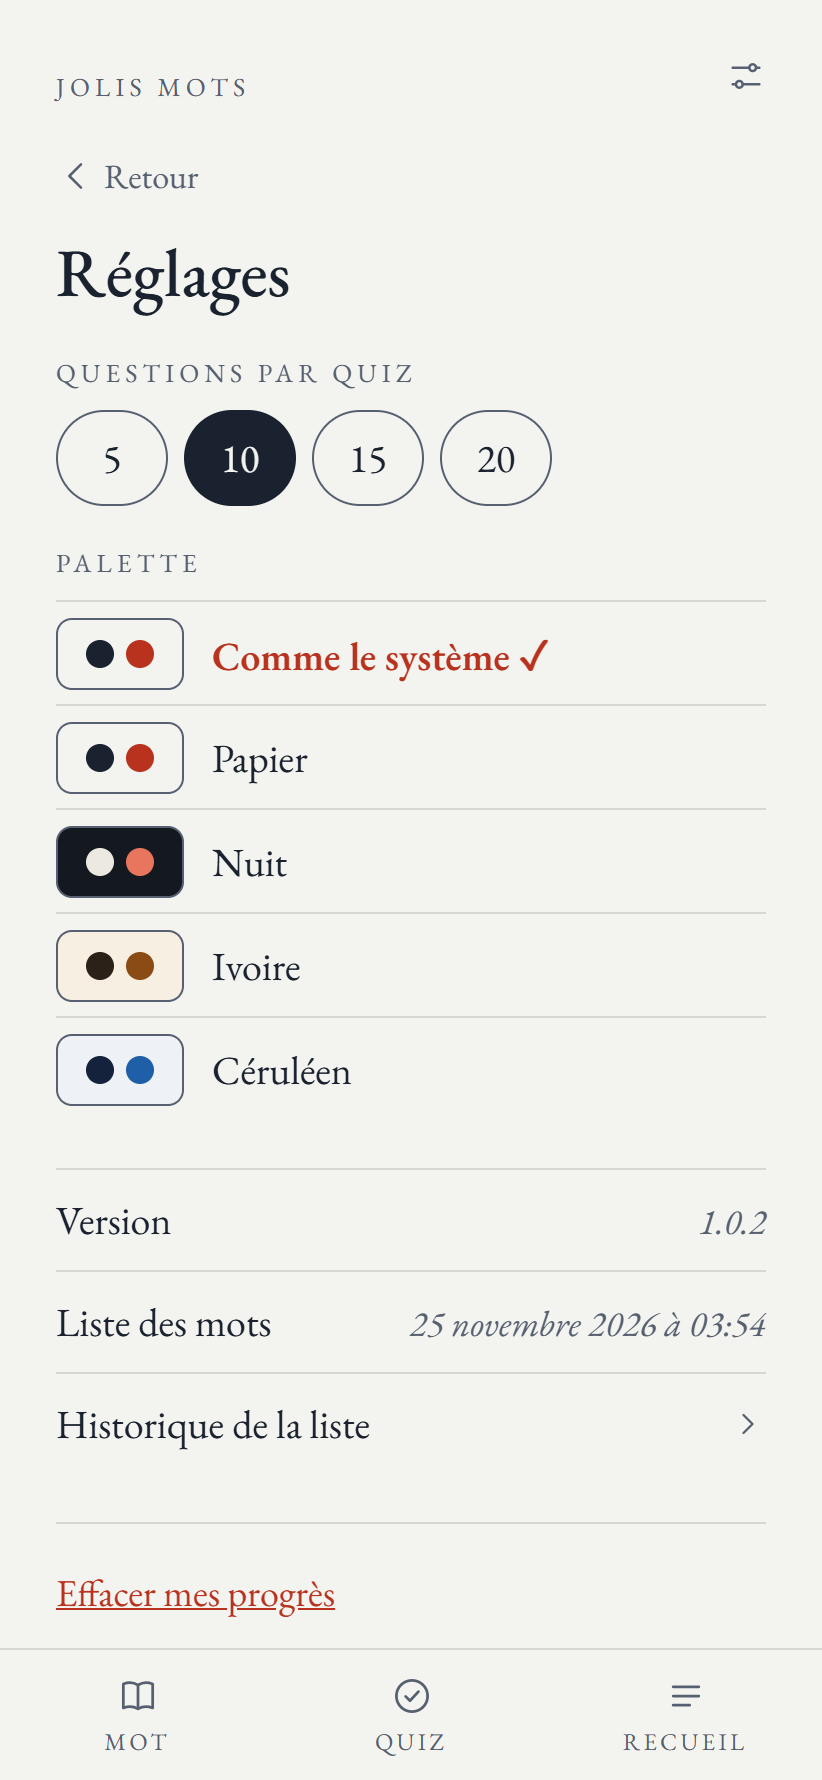 JOLIS MOTS
Retour
Réglages
QUESTIONS PAR QUIZ
5 10 15 20
PALETTE
Comme le système ✓
Papier
Nuit
Ivoire
Céruléen
Version 1.0.2
Liste des mots 25 novembre 2026 à 03:54
Historique de la liste
Effacer mes progrès
MOT QUIZ RECUEIL